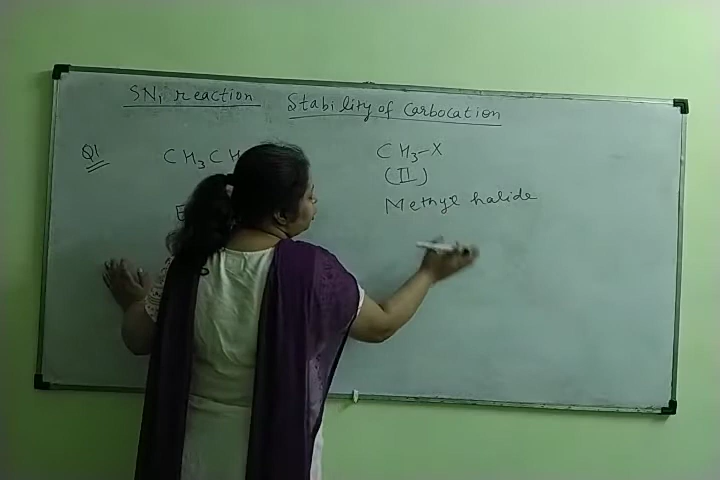 SN1 reaction Stability of Carbocation
Q1 CH3CH CH3-X
(II)
E Methyl halide